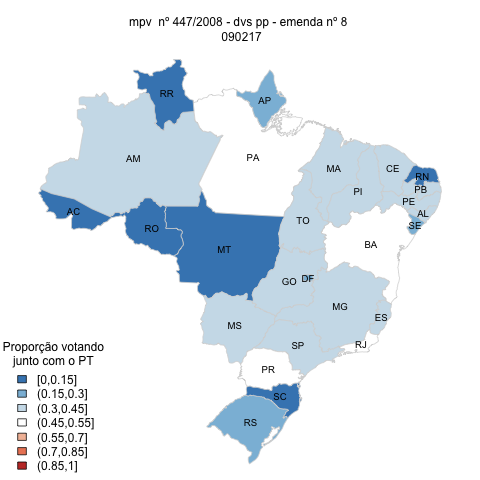 mpv nº 447/2008 - dvs pp - emenda nº 8
090217
RR
AP
AM
PA
MA
CE
RN
PB
PI
PE
AL
SE
AC
RO
MT
TO
BA
GO
DF
MG
ES
MS
SP
RJ
PR
SC
RS
Proporção votando
junto com o PT
[0,0.15]
(0.15,0.3]
(0.3,0.45]
(0.45,0.55]
(0.55,0.7]
(0.7,0.85]
(0.85,1]